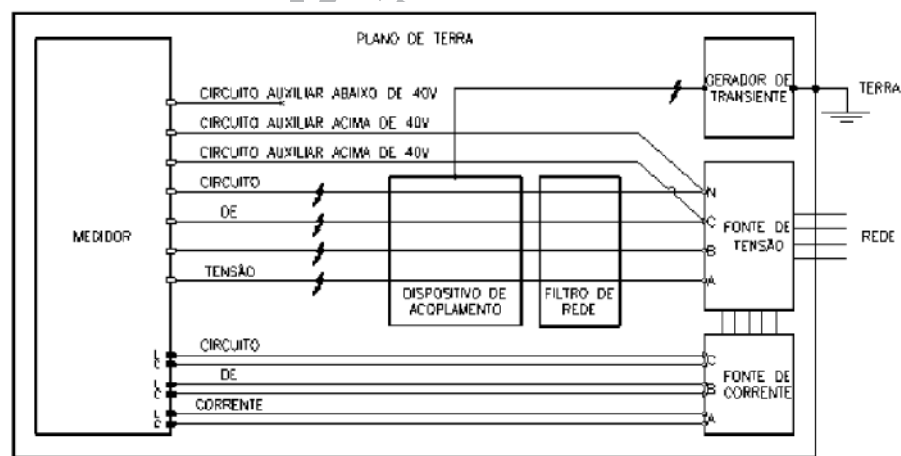 PLANO DE TERRA
GERADOR DE
TRANSIENTE
TERRA
CIRCUITO AUXILIAR ABAIXO DE 40V
CIRCUITO AUXILIAR ACIMA DE 40V
CIRCUITO AUXILIAR ACIMA DE 40V
CIRCUITO
DE
TENSÃO
MEDIDOR
DISPOSITIVO DE
ACOPLAMENTO
FILTRO DE
REDE
N
C
B
A
FONTE DE
TENSÃO
REDE
CIRCUITO
DE
CORRENTE
L
C
L
C
L
C
C
B
A
FONTE DE
CORRENTE